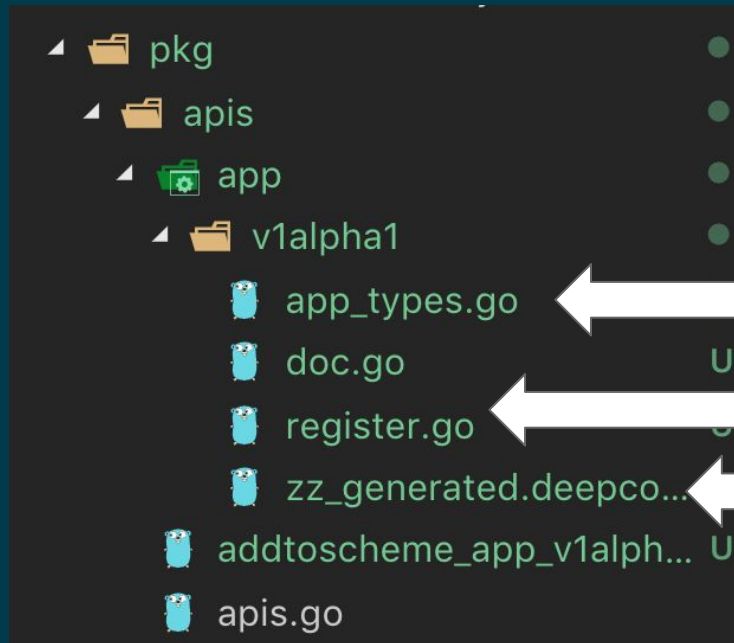 pkg
apis
app
v1alpha1
app_types.go
doc.go U
register.go
zz_generated.deepco...
addtoscheme_app_v1alph... U
apis.go